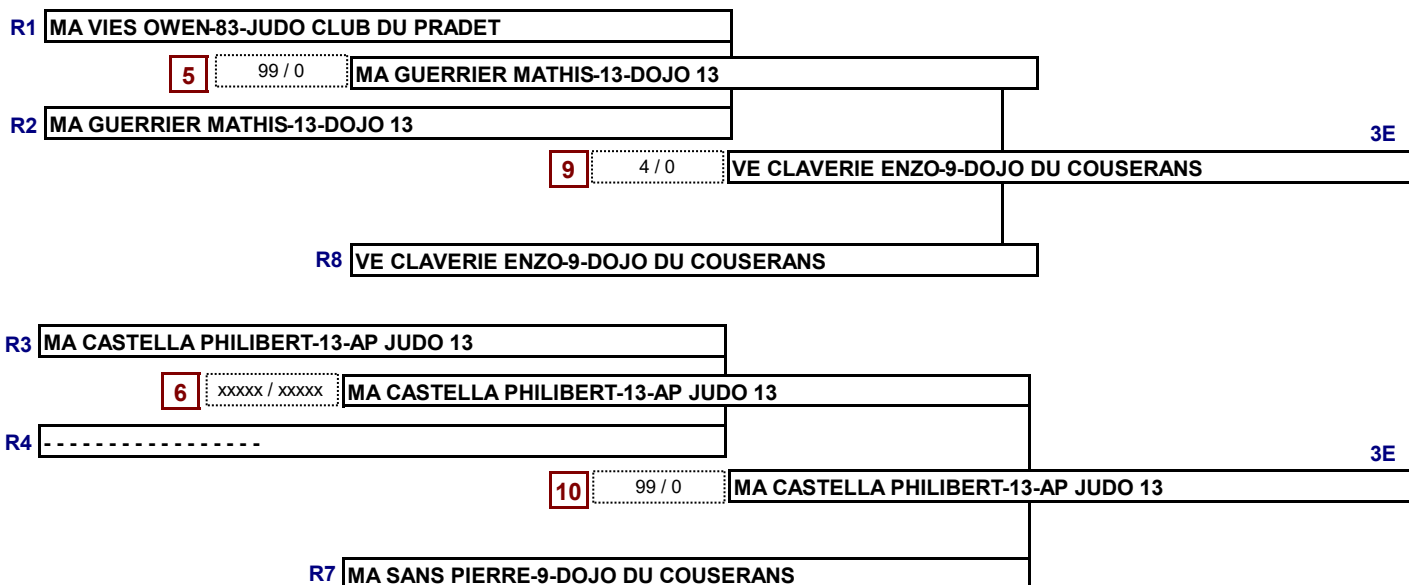 R1 MA VIES OWEN-83-JUDO CLUB DU PRADET
5 99 / 0 MA GUERRIER MATHIS-13-DOJO 13
R2 MA GUERRIER MATHIS-13-DOJO 13
3E
9 4 / 0 VE CLAVERIE ENZO-9-DOJO DU COUSERANS
R8 VE CLAVERIE ENZO-9-DOJO DU COUSERANS
R3 MA CASTELLA PHILIBERT-13-AP JUDO 13
6 xxxxx / xxxxx MA CASTELLA PHILIBERT-13-AP JUDO 13
R4 - - - - - - - - - - - - - - - - -
3E
10 99 / 0 MA CASTELLA PHILIBERT-13-AP JUDO 13
R7 MA SANS PIERRE-9-DOJO DU COUSERANS